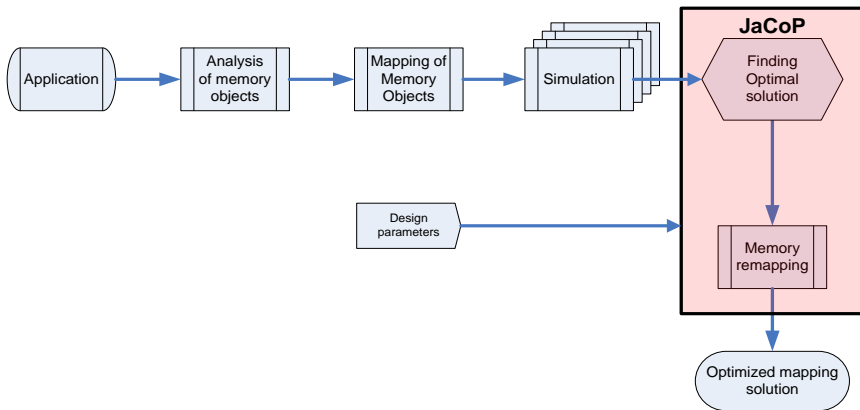 JaCoP
Application
Analysis
of memory
objects
Mapping of
Memory
Objects
Simulation
Finding
Optimal
solution
Design
parameters
Memory
remapping
Optimized mapping
solution